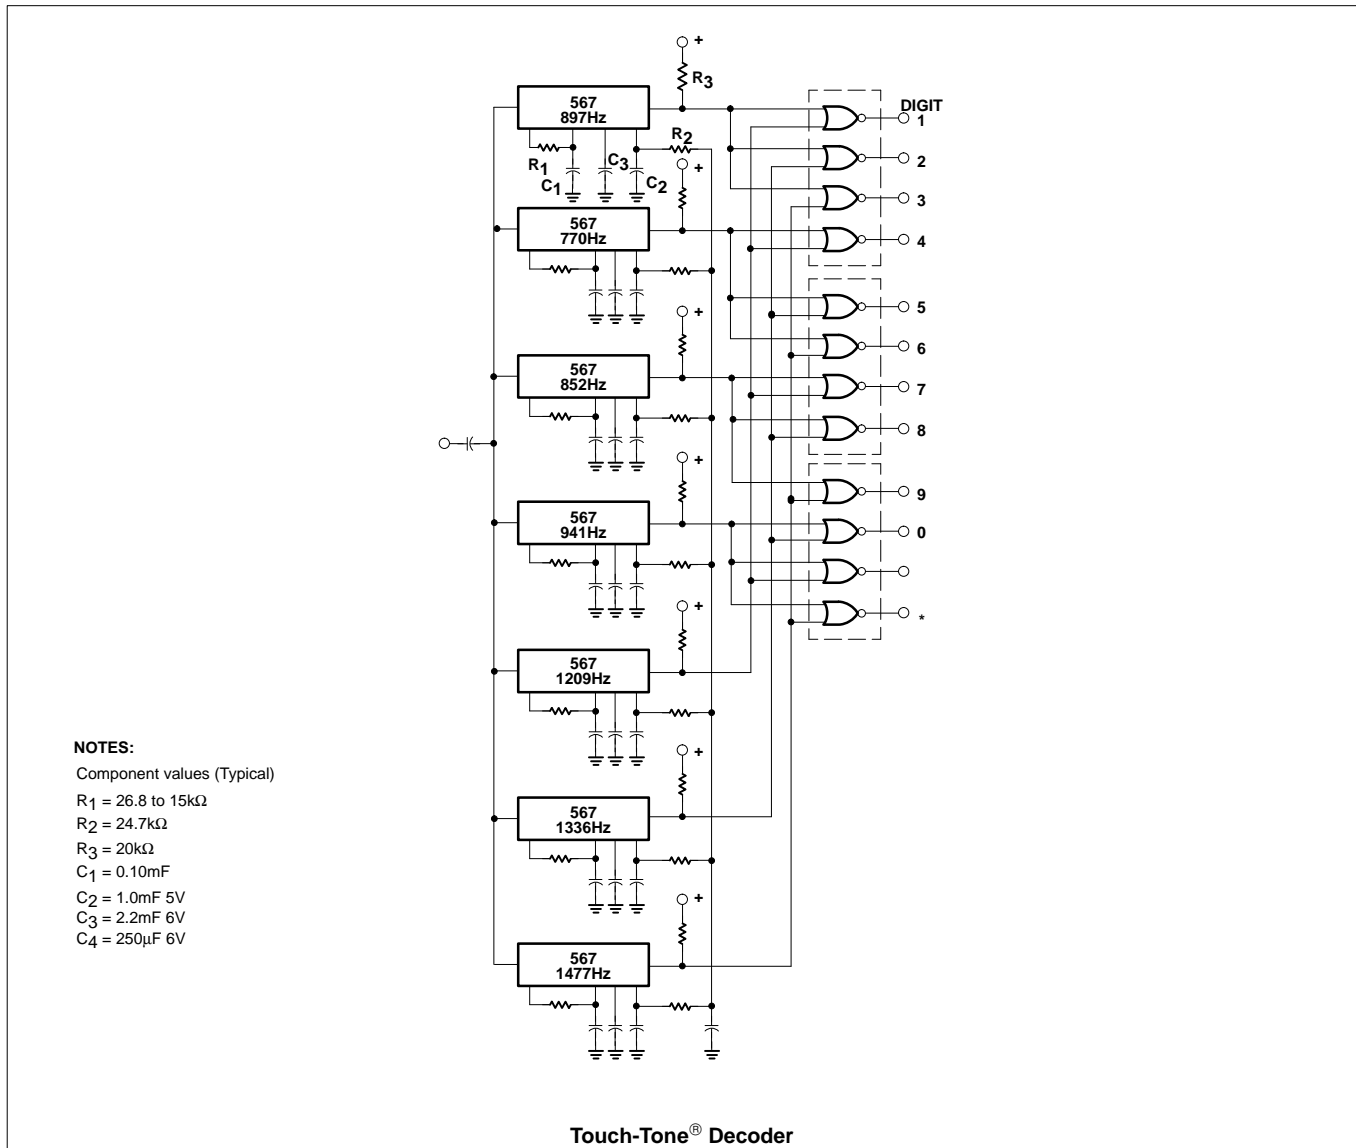 +
R3
567
897Hz
DIGIT
1
R2
R1
C1
C3
C2
+
2
3
4
567
770Hz
+
5
6
567
852Hz
7
8
+
9
567
941Hz
0
+
*
567
1209Hz
+
567
1336Hz
+
567
1477Hz
NOTES:
Component values (Typical)
R1 = 26.8 to 15kΩ
R2 = 24.7kΩ
R3 = 20kΩ
C1 = 0.10mF
C2 = 1.0mF 5V
C3 = 2.2mF 6V
C4 = 250µF 6V
Touch-Tone® Decoder